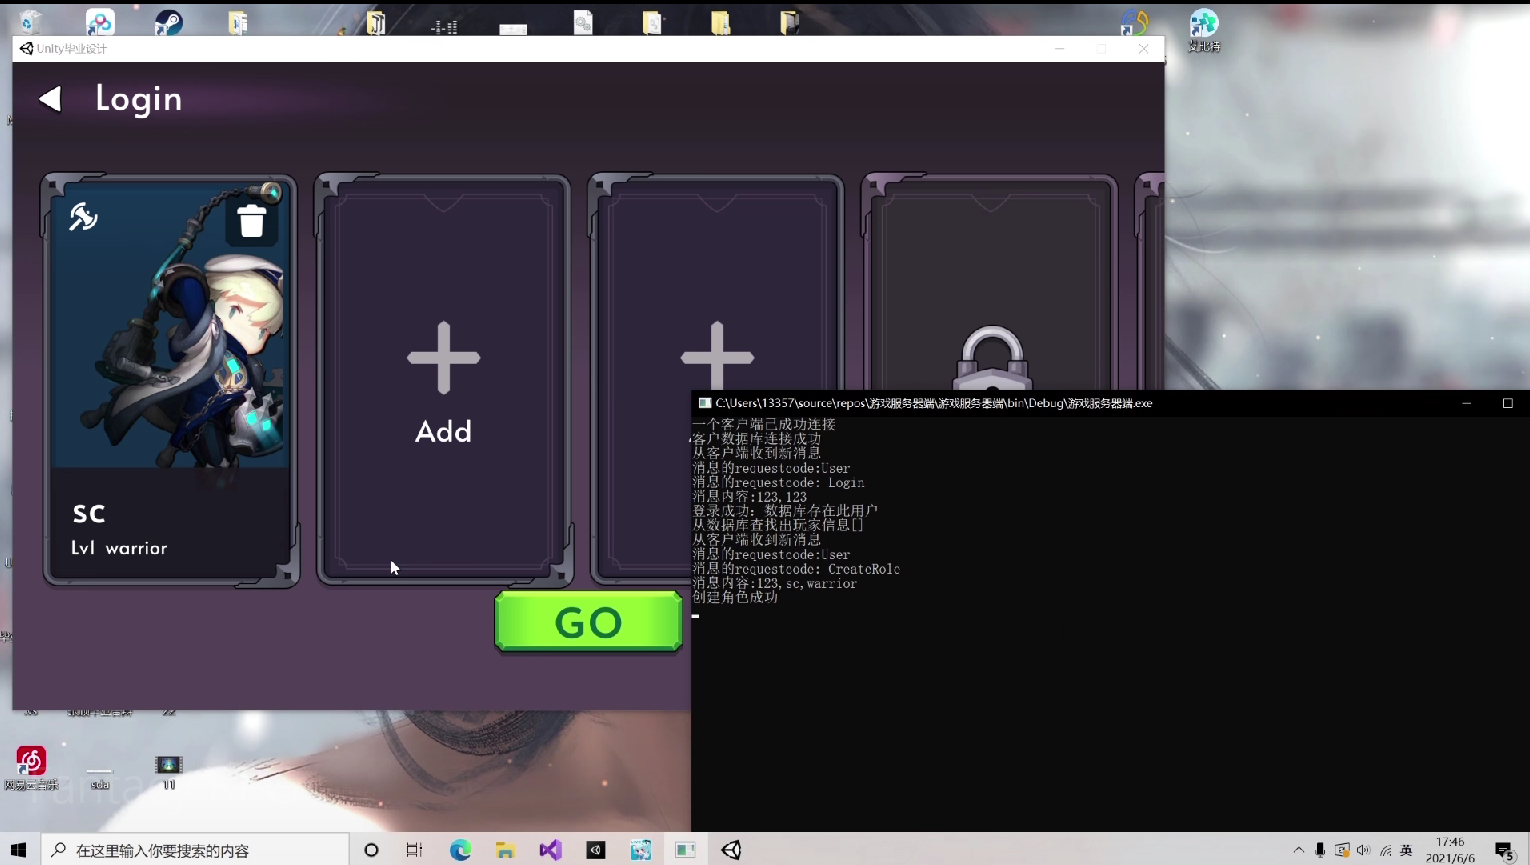 Unity毕业设计
Login
sc
Lvl warrior
Add
GO
C:\Users\13357\source\repos\游戏服务器端\游戏服务器端\bin\Debug\游戏服务器端.exe
一个客户端已成功连接
客户数据库连接成功
从客户端收到新消息
消息的requestcode:User
消息的requestcode: Login
消息内容:123,123
登录成功: 数据库存在此用户
从数据库查找出玩家信息[]
从客户端收到新消息
消息的requestcode:User
消息的requestcode: CreateRole
消息内容:123,sc,warrior
创建角色成功
网易云音乐
sda
11
在这里输入你要搜索的内容
英
17:46
2021/6/6
5